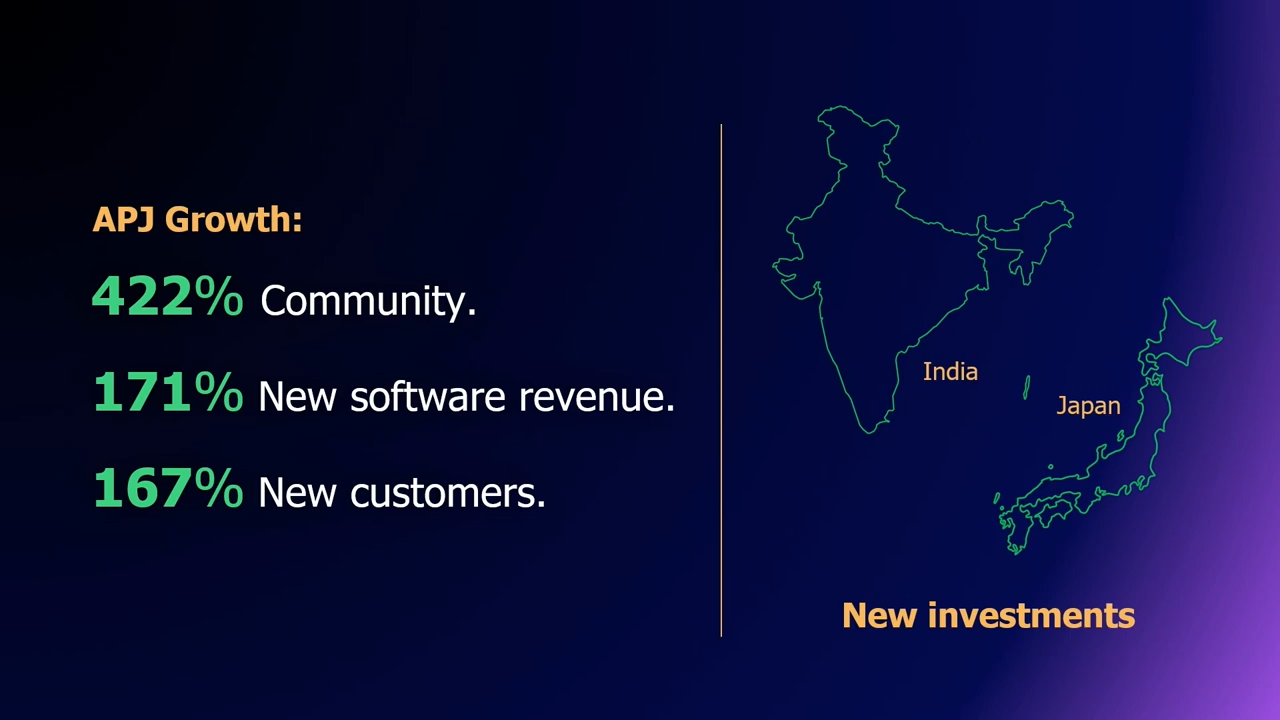 APJ Growth:
422% Community.
171% New software revenue.
167% New customers.
India
Japan
New investments